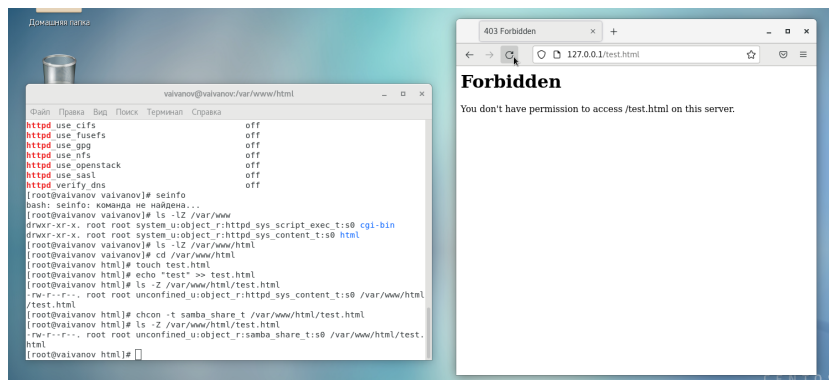 Домашняя папка
vaivanov@vaivanov:/var/www/html
Файл Правка Вид Поиск Терминал Справка
httpd_use_cifs off
httpd_use_fusefs off
httpd_use_gpg off
httpd_use_nfs off
httpd_use_openstack off
httpd_use_sasl off
httpd_verify_dns off
[root@vaivanov vaivanov]# seinfo
bash: seinfo: команда не найдена...
[root@vaivanov vaivanov]# ls -lZ /var/www
drwxr-xr-x. root root system_u:object_r:httpd_sys_script_exec_t:s0 cgi-bin
drwxr-xr-x. root root system_u:object_r:httpd_sys_content_t:s0 html
[root@vaivanov vaivanov]# ls -lZ /var/www/html
[root@vaivanov vaivanov]# cd /var/www/html
[root@vaivanov html]# touch test.html
[root@vaivanov html]# echo "test" >> test.html
[root@vaivanov html]# ls -Z /var/www/html/test.html
-rw-r--r--. root root unconfined_u:object_r:httpd_sys_content_t:s0 /var/www/html
/test.html
[root@vaivanov html]# chcon -t samba_share_t /var/www/html/test.html
[root@vaivanov html]# ls -Z /var/www/html/test.html
-rw-r--r--. root root unconfined_u:object_r:samba_share_t:s0 /var/www/html/test.
html
[root@vaivanov html]#
403 Forbidden
127.0.0.1/test.html
Forbidden
You don't have permission to access /test.html on this server.